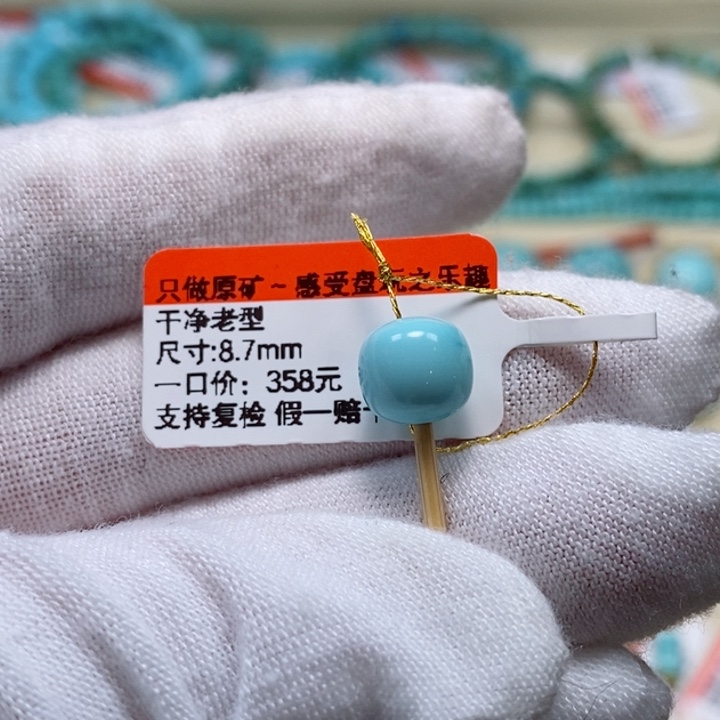 只做原矿~感受盘玩之乐趣
干净老型
尺寸:8.7mm
一口价：358元
支持复检 假一赔